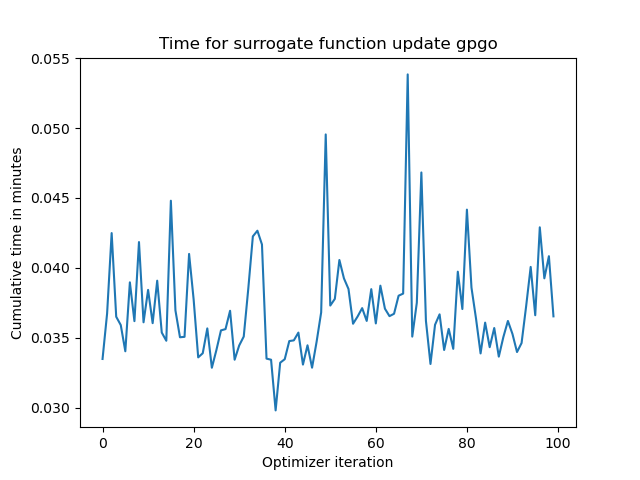 Time for surrogate function update gpgo
0.055
0.050
0.045
0.040
0.035
0.030
Cumulative time in minutes
0 20 40 60 80 100
Optimizer iteration